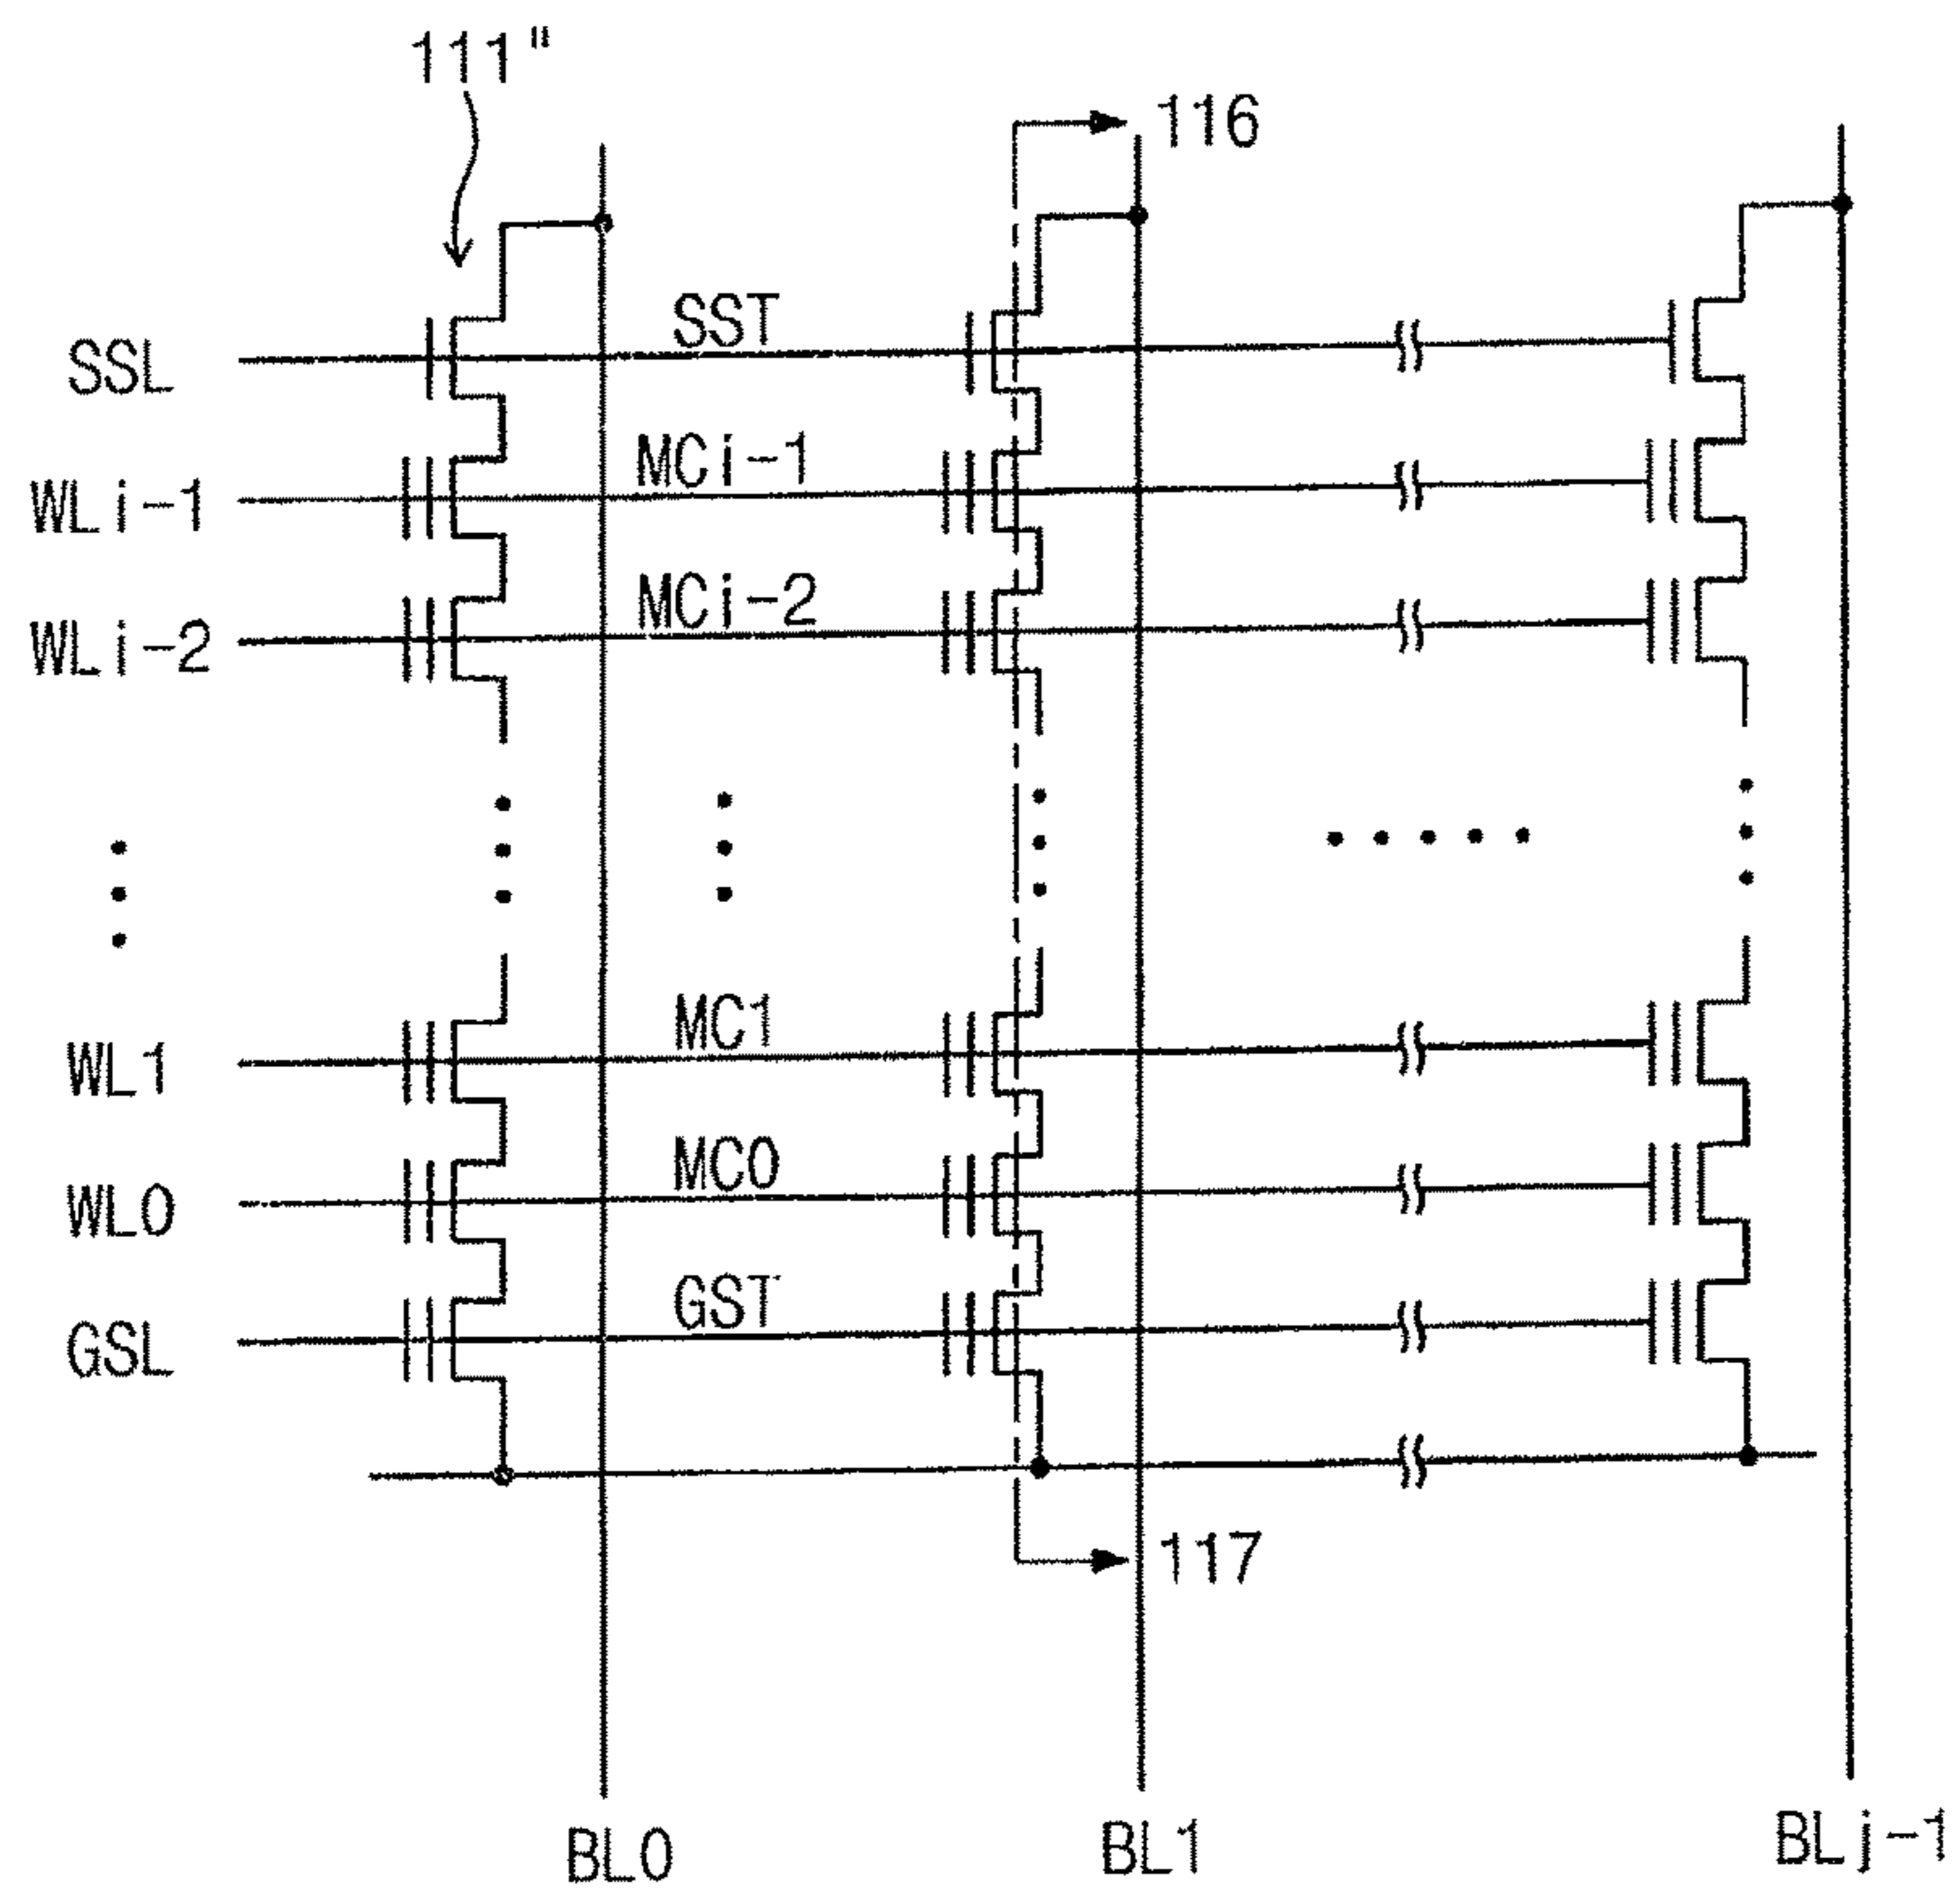 111"
116
SSL
SST
WLi-1
MCi-1
WLi-2
MCi-2
WL1
MC1
WL0
MC0
GSL
GST
117
BL0
BL1
BLj-1